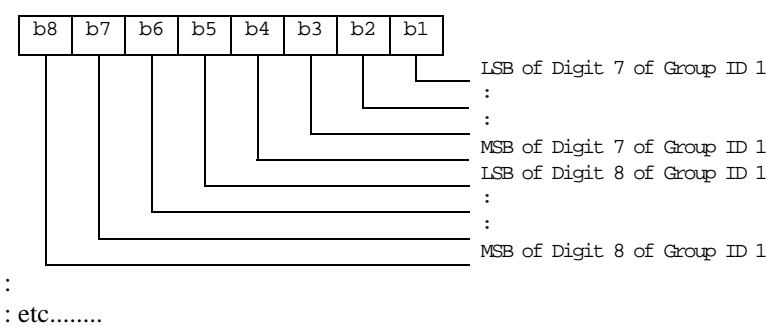 b8 b7 b6 b5 b4 b3 b2 b1
LSB of Digit 7 of Group ID 1
:
:
MSB of Digit 7 of Group ID 1
LSB of Digit 8 of Group ID 1
:
:
MSB of Digit 8 of Group ID 1
:
: etc........